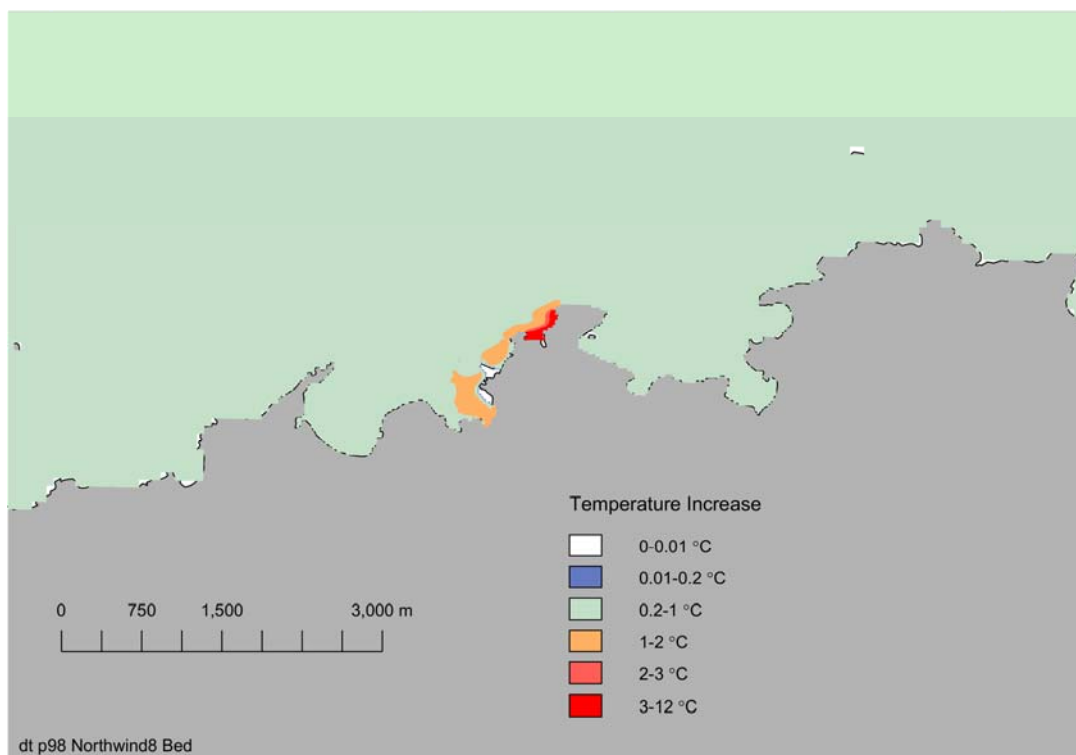 Temperature Increase
0-0.01 °C
0.01-0.2 °C
0.2-1 °C
1-2 °C
2-3 °C
3-12 °C
0 750 1,500 3,000 m
dt p98 Northwind8 Bed